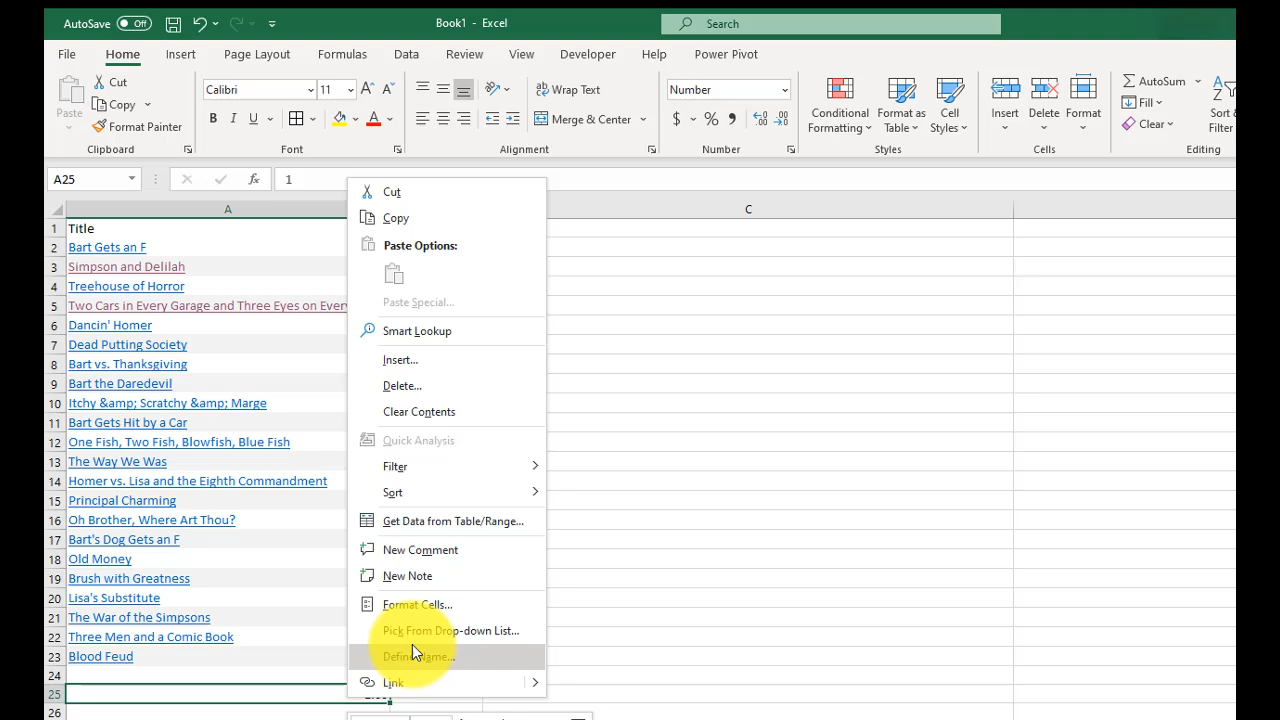 AutoSave Off Book1 - Excel Search
File Home Insert Page Layout Formulas Data Review View Developer Help Power Pivot
Paste Cut Copy Format Painter
Clipboard
Calibri 11 A A B I U A
Font
Wrap Text
Merge & Center
Alignment
Number
$ %
Number
Conditional Formatting Format as Table Cell Styles
Styles
Insert Delete Format
Cells
AutoSum
Fill
Clear
Sort &
Filter
Editing
A25 fx 1
A C
1 Title
2 Bart Gets an F
3 Simpson and Delilah
4 Treehouse of Horror
5 Two Cars in Every Garage and Three Eyes on Ever
6 Dancin' Homer
7 Dead Putting Society
8 Bart vs. Thanksgiving
9 Bart the Daredevil
10 Itchy &amp; Scratchy &amp; Marge
11 Bart Gets Hit by a Car
12 One Fish, Two Fish, Blowfish, Blue Fish
13 The Way We Was
14 Homer vs. Lisa and the Eighth Commandment
15 Principal Charming
16 Oh Brother, Where Art Thou?
17 Bart's Dog Gets an F
18 Old Money
19 Brush with Greatness
20 Lisa's Substitute
21 The War of the Simpsons
22 Three Men and a Comic Book
23 Blood Feud
24
25
26
Cut
Copy
Paste Options:
Paste Special...
Smart Lookup
Insert...
Delete...
Clear Contents
Quick Analysis
Filter
Sort
Get Data from Table/Range...
New Comment
New Note
Format Cells...
Pick From Drop-down List...
Define Name...
Link